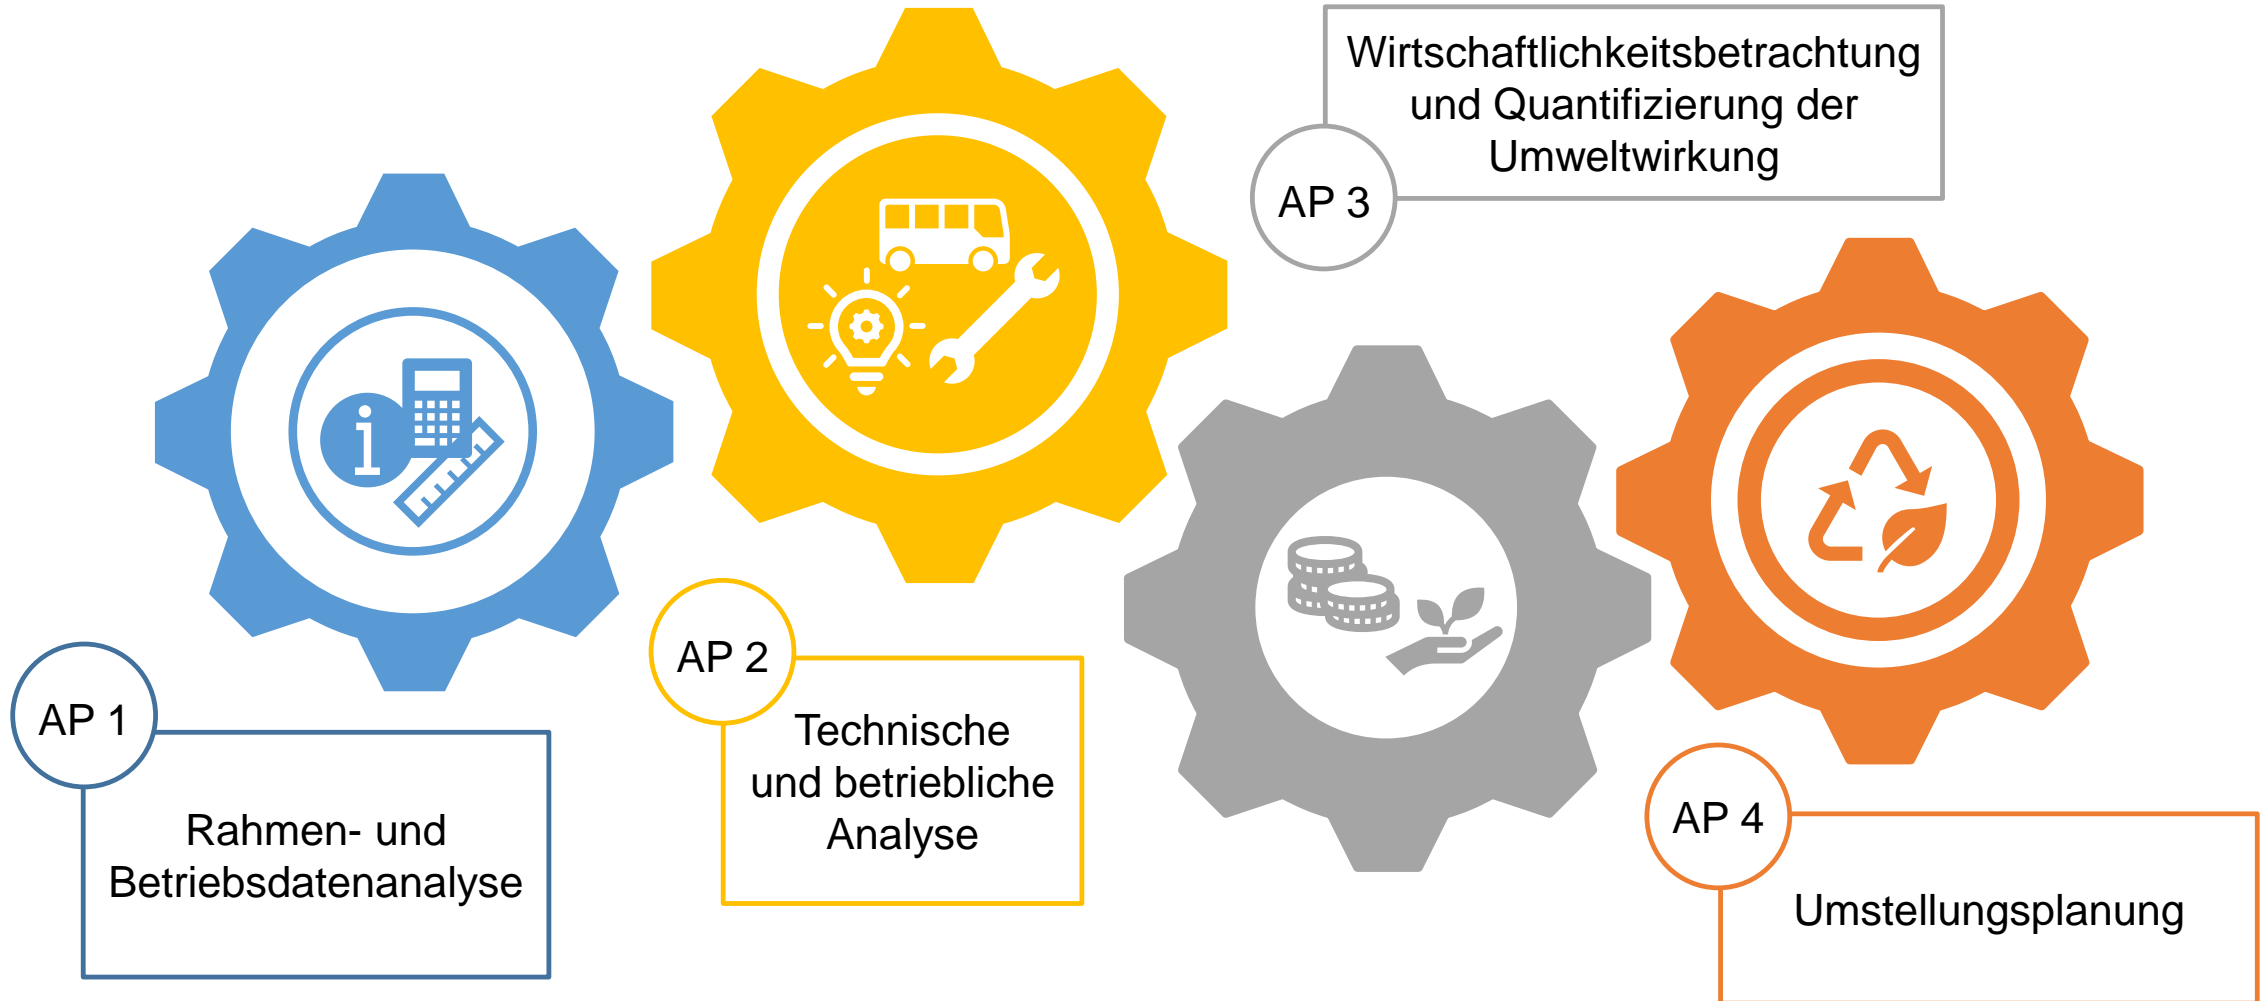 AP 1
Rahmen- und
Betriebsdatenanalyse
AP 2
Technische
und betriebliche
Analyse
AP 3
Wirtschaftlichkeitsbetrachtung
und Quantifizierung der
Umweltwirkung
AP 4
Umstellungsplanung